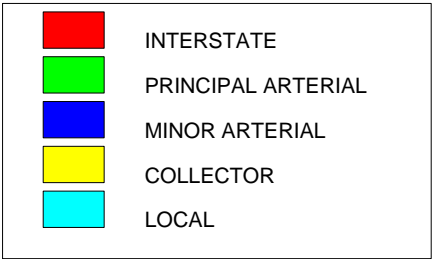 INTERSTATE
PRINCIPAL ARTERIAL
MINOR ARTERIAL
COLLECTOR
LOCAL